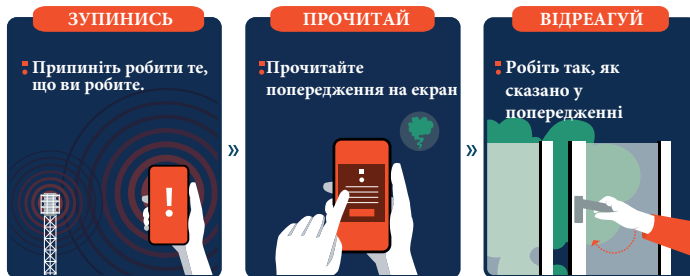 ЗУПИНИСЬ
Припиніть робити те,
що ви робите.
!
»
ПРОЧИТАЙ
Прочитайте
попередження на екран
»
ВІДРЕАГУЙ
Робіть так, як
сказано у
попередженні